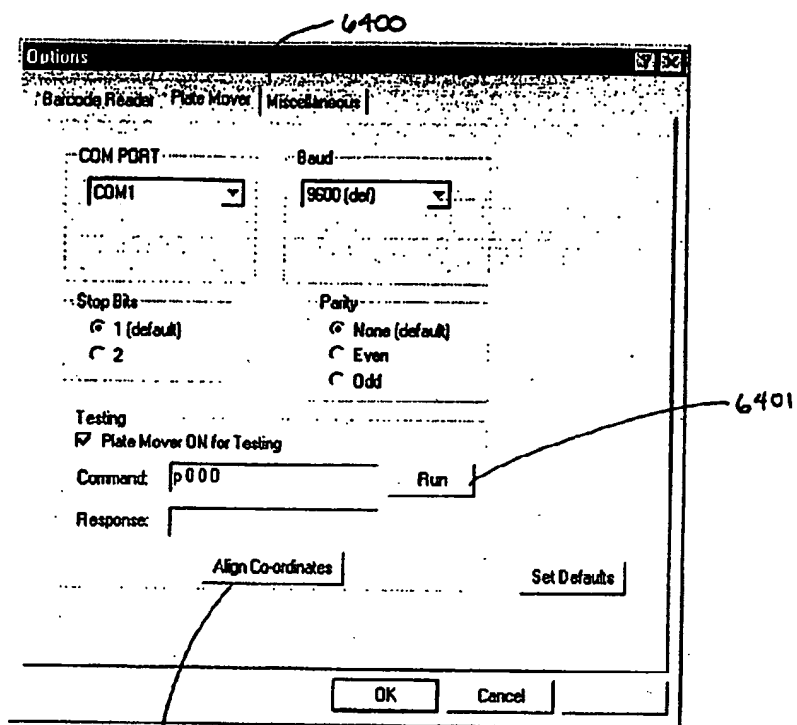 6400
Options
Barcode Reader Plate Mover Miscellaneous
COM PORT Baud
COM1 9600 (def)
Stop Bits Parity
1 (default) None (default)
2 Even
Odd
6401
Testing
Plate Mover ON for Testing
Command: p000 Run
Response:
Align Co-ordinates Set Defaults
OK Cancel